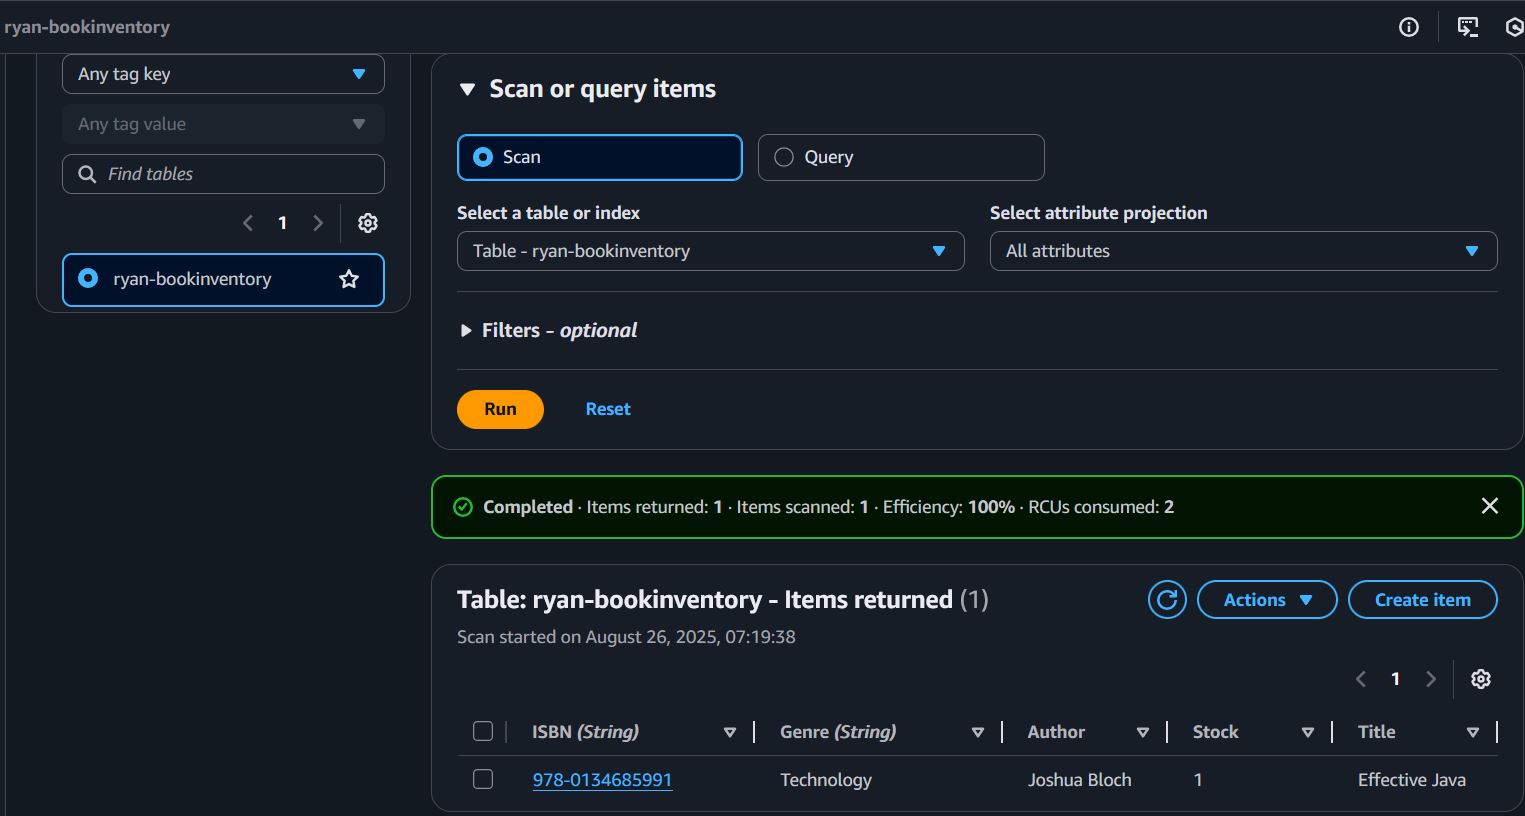 ryan-bookinventory
Any tag key
Any tag value
Find tables
1
ryan-bookinventory
Scan or query items
Scan
Query
Select a table or index
Select attribute projection
Table - ryan-bookinventory
All attributes
Filters - optional
Run
Reset
Completed · Items returned: 1 · Items scanned: 1 · Efficiency: 100% · RCUs consumed: 2
Table: ryan-bookinventory - Items returned (1)
Actions
Create item
Scan started on August 26, 2025, 07:19:38
1
ISBN (String) Genre (String) Author Stock Title
978-0134685991 Technology Joshua Bloch 1 Effective Java